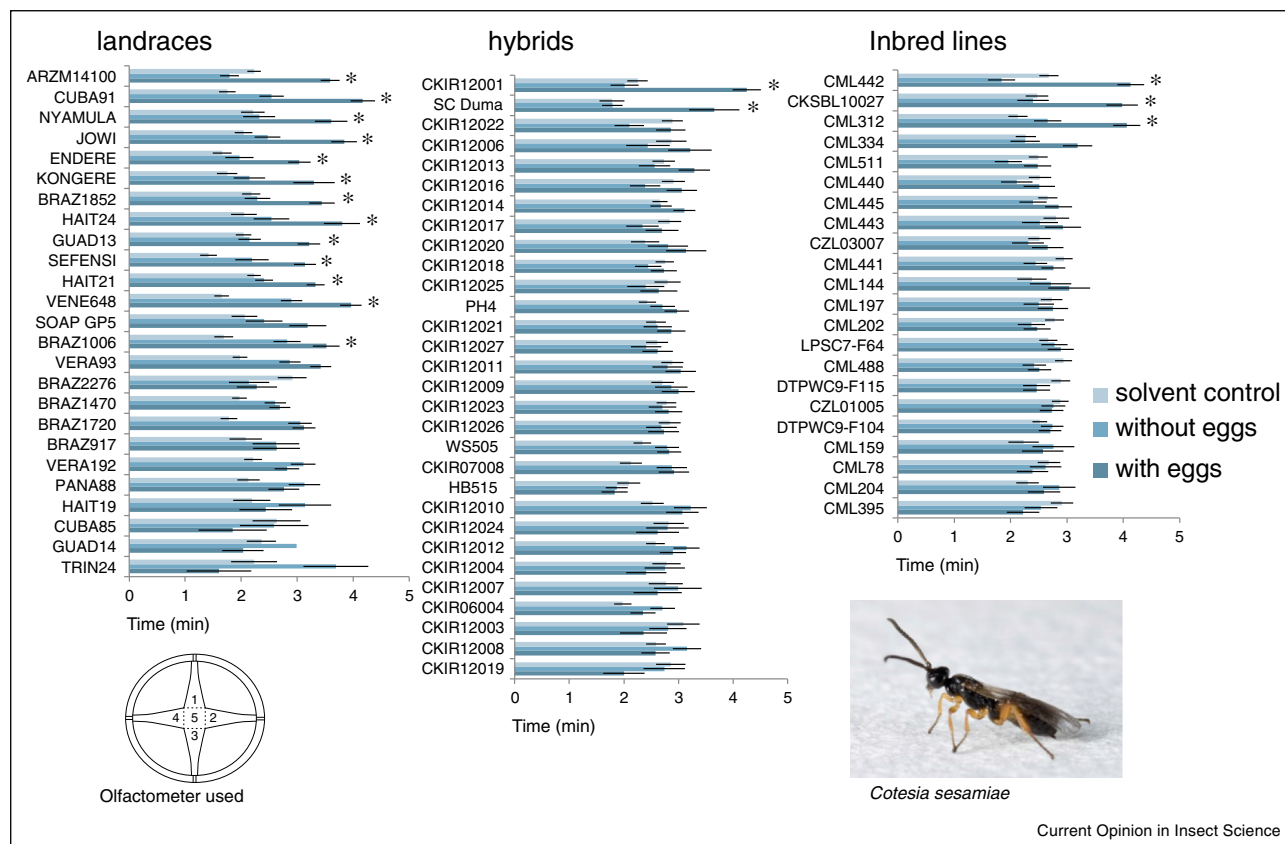 landraces
ARZM14100 *
CUBA91 *
NYAMULA *
JOWI *
ENDERE *
KONGERE *
BRAZ1852 *
HAIT24 *
GUAD13 *
SEFENSI *
HAIT21 *
VENE648 *
SOAP GP5
BRAZ1006 *
VERA93
BRAZ2276
BRAZ1470
BRAZ1720
BRAZ917
VERA192
PANA88
HAIT19
CUBA85
GUAD14
TRIN24
0 1 2 3 4 5
Time (min)
1
4 5 2
3
Olfactometer used
hybrids
CKIR12001 *
SC Duma *
CKIR12022
CKIR12006
CKIR12013
CKIR12016
CKIR12014
CKIR12017
CKIR12020
CKIR12018
CKIR12025
PH4
CKIR12021
CKIR12027
CKIR12011
CKIR12009
CKIR12023
CKIR12026
WS505
CKIR07008
HB515
CKIR12010
CKIR12024
CKIR12012
CKIR12004
CKIR12007
CKIR06004
CKIR12003
CKIR12008
CKIR12019
0 1 2 3 4 5
Time (min)
Inbred lines
CML442 *
CKSBL10027 *
CML312 *
CML334
CML511
CML440
CML445
CML443
CZL03007
CML441
CML144
CML197
CML202
LPSC7-F64
CML488
DTPWC9-F115
CZL01005
DTPWC9-F104
CML159
CML78
CML204
CML395
0 1 2 3 4 5
Time (min)
solvent control
without eggs
with eggs
Cotesia sesamiae
Current Opinion in Insect Science